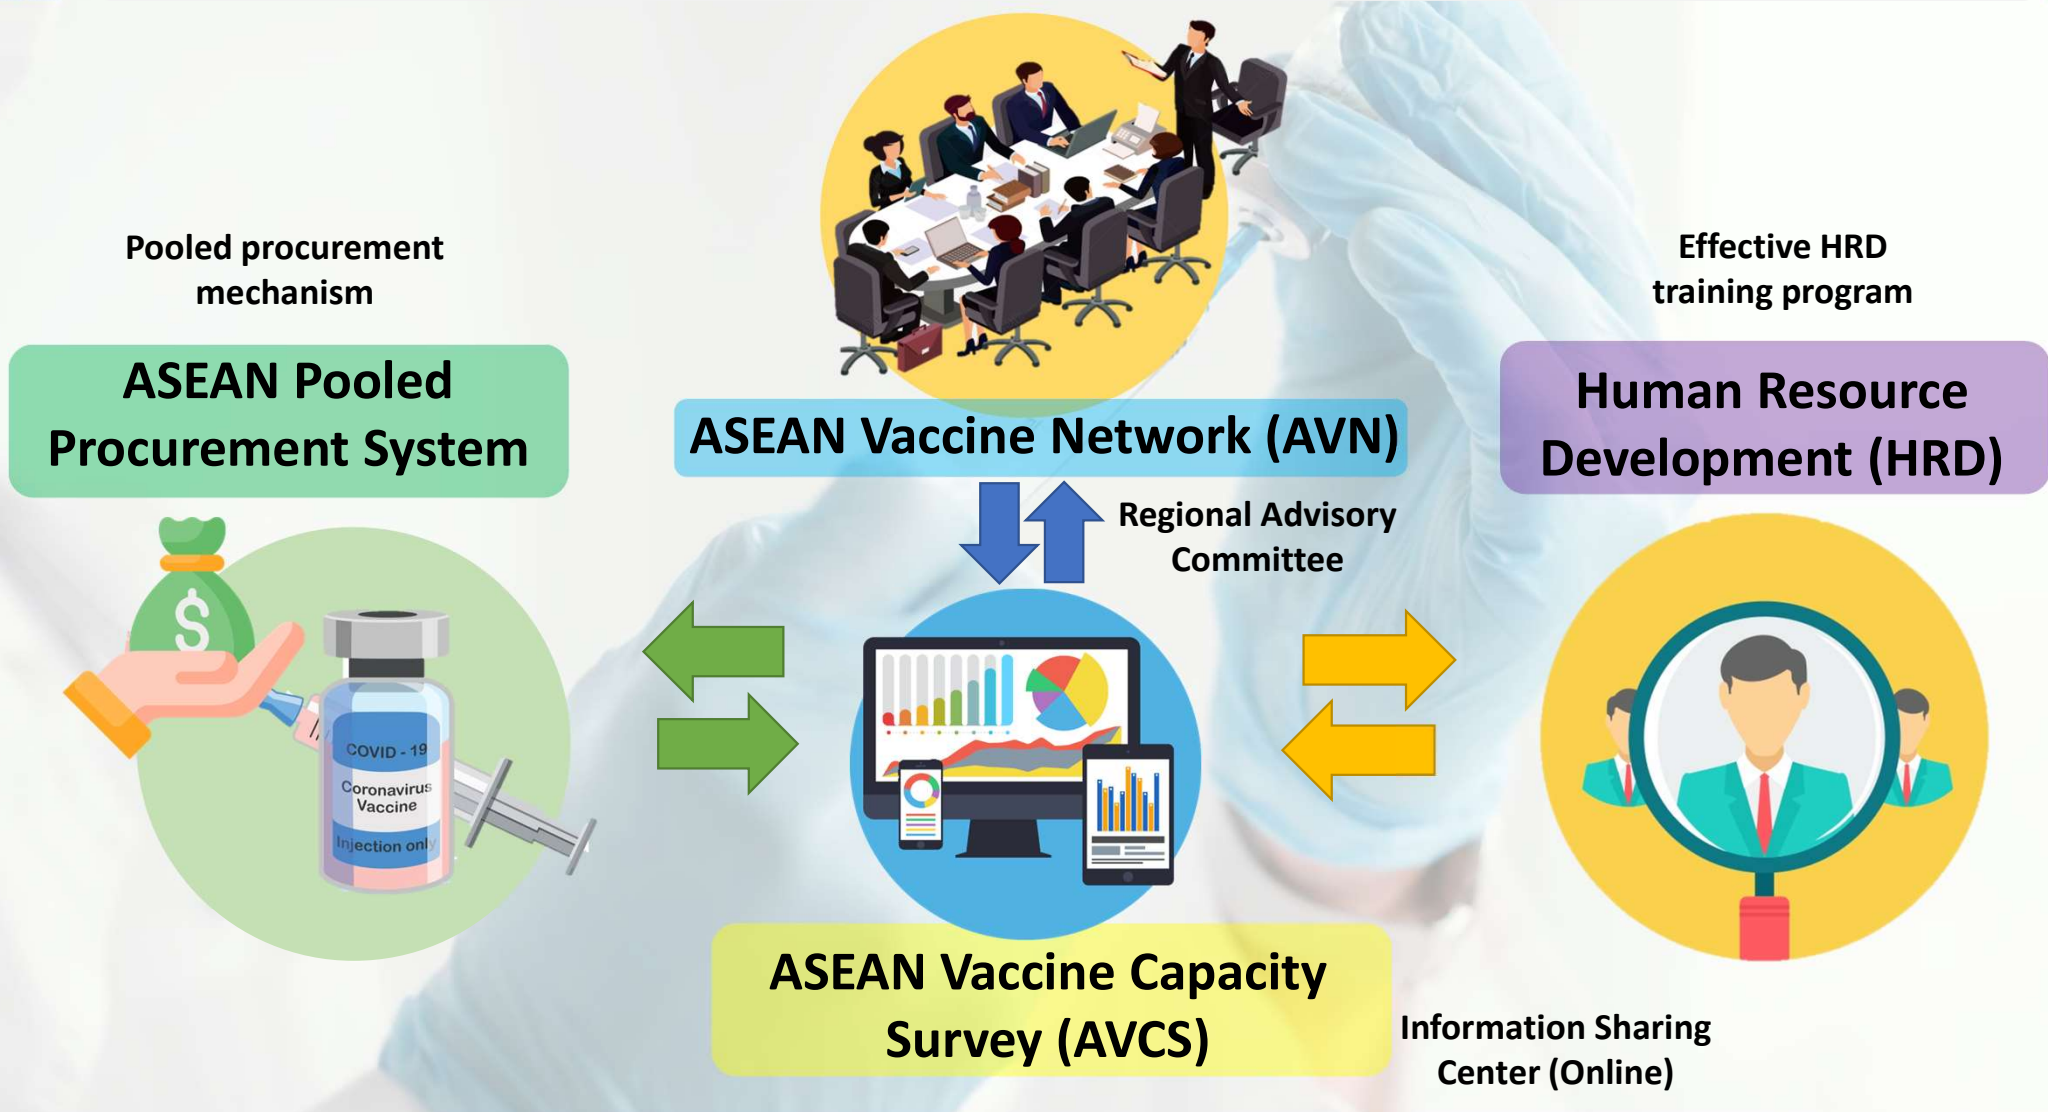 Pooled procurement
mechanism
ASEAN Pooled
Procurement System
$
COVID - 19
Coronavirus
Vaccine
Injection only
ASEAN Vaccine Network (AVN)
Regional Advisory
Committee
Effective HRD
training program
Human Resource
Development (HRD)
ASEAN Vaccine Capacity
Survey (AVCS)
Information Sharing
Center (Online)